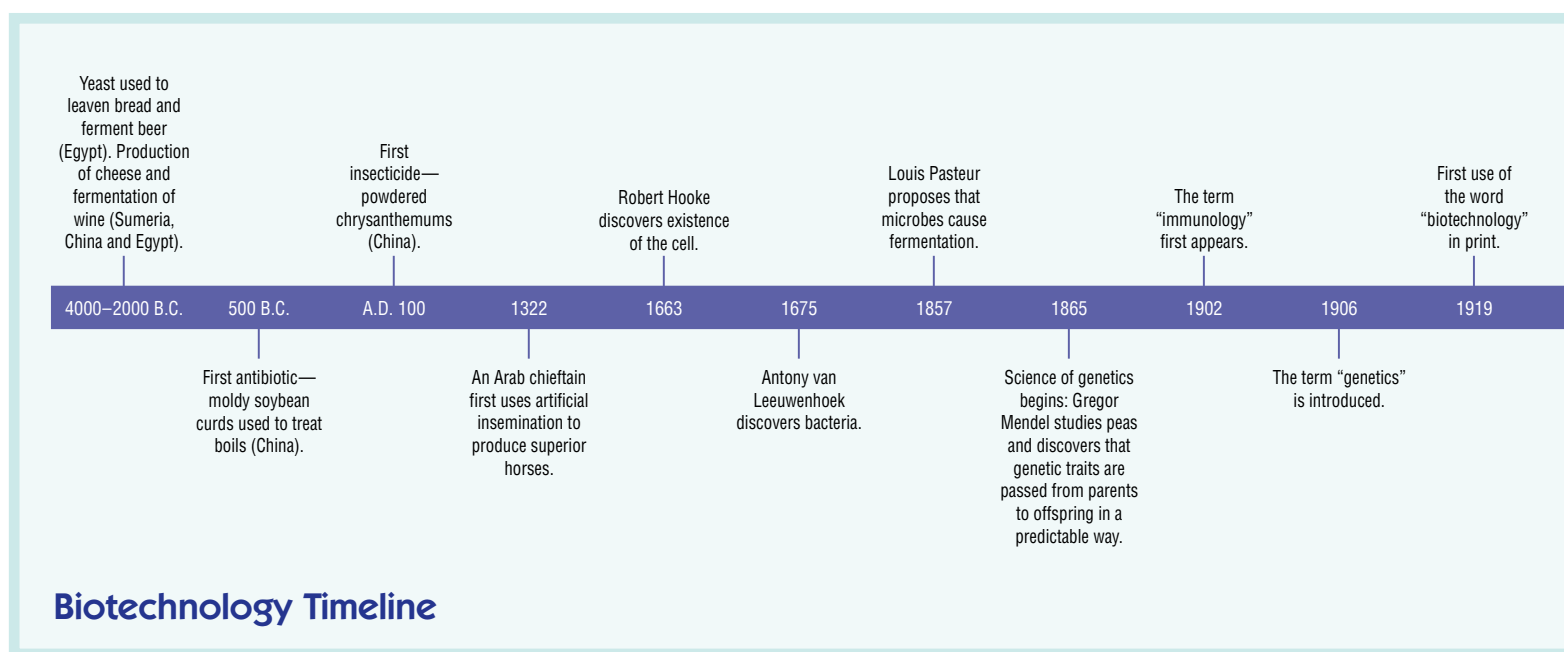 Yeast used to
leaven bread and
ferment beer
(Egypt). Production
of cheese and
fermentation of
wine (Sumeria,
China and Egypt).
First
insecticide—
powdered
chrysanthemums
(China).
Robert Hooke
discovers existence
of the cell.
Louis Pasteur
proposes that
microbes cause
fermentation.
The term
“immunology”
first appears.
First use of
the word
“biotechnology”
in print.
4000–2000 B.C. 500 B.C. A.D. 100 1322 1663 1675 1857 1865 1902 1906 1919
First antibiotic—
moldy soybean
curds used to treat
boils (China).
An Arab chieftain
first uses artificial
insemination to
produce superior
horses.
Antony van
Leeuwenhoek
discovers bacteria.
Science of genetics
begins: Gregor
Mendel studies peas
and discovers that
genetic traits are
passed from parents
to offspring in a
predictable way.
The term “genetics”
is introduced.
Biotechnology Timeline